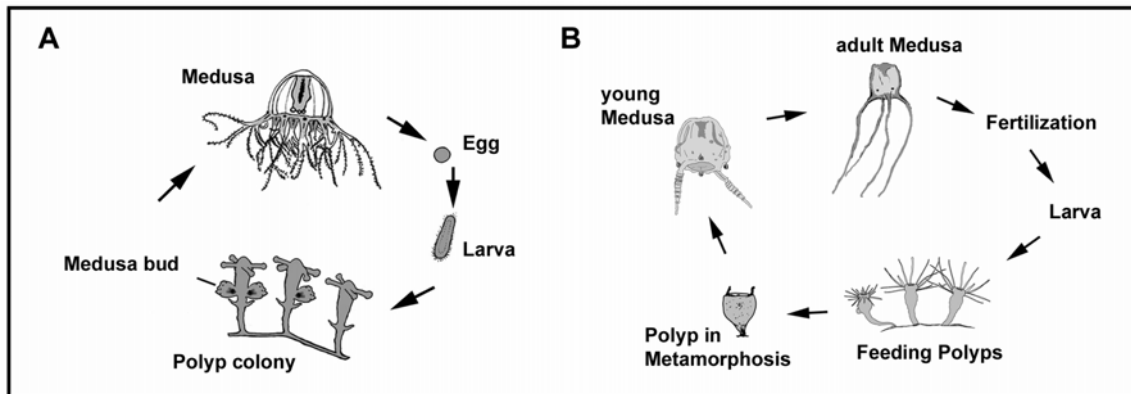 A
Medusa
Egg
Larva
Medusa bud
Polyp colony
B
adult Medusa
young
Medusa
Fertilization
Larva
Feeding Polyps
Polyp in
Metamorphosis